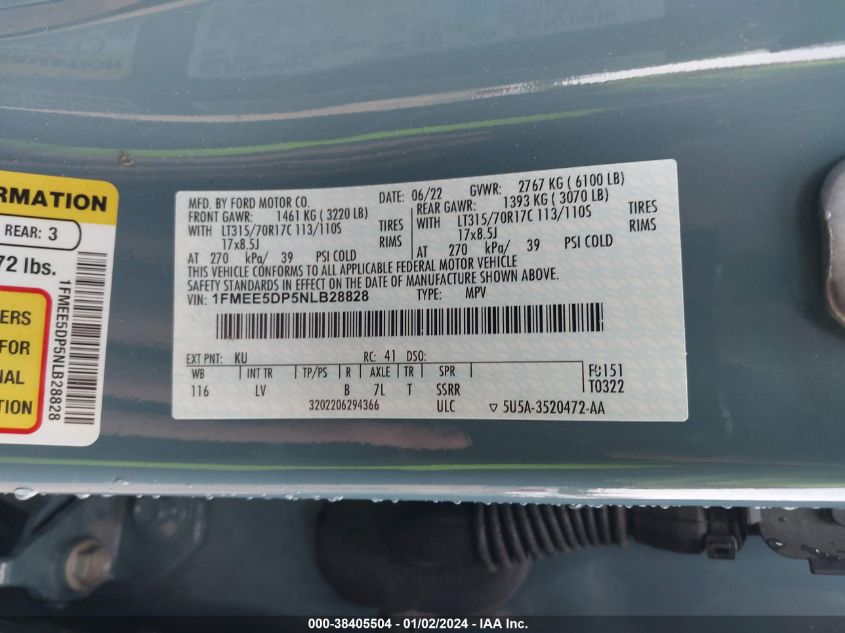 RMATION
REAR: 3
72 lbs.
ERS
FOR
NAL
S
1FMEE5DP5NLB28828
MFD. BY FORD MOTOR CO. DATE: 06/22 GVWR: 2767 KG ( 6100 LB)
FRONT GAWR: 1461 KG ( 3220 LB) REAR GAWR: 1393 KG ( 3070 LB)
WITH LT315/70R17C 113/110S TIRES WITH LT315/70R17C 113/110S TIRES
17x8.5J RIMS 17x8.5J RIMS
AT 270 kPa/ 39 PSI COLD AT 270 kPa/ 39 PSI COLD
THIS VEHICLE CONFORMS TO ALL APPLICABLE FEDERAL MOTOR VEHICLE
SAFETY STANDARDS IN EFFECT ON THE DATE OF MANUFACTURE SHOWN ABOVE.
VIN: 1FMEE5DP5NLB28828 TYPE: MPV
EXT PNT: KU RC: 41 DSO:
WB INT TR TP/PS R AXLE TR SPR
116 LV B 7L T SSRR
F0151
T0322
3202206294366 ULC ▽ 5U5A-3520472-AA
000-38405504 - 01/02/2024 - IAA Inc.